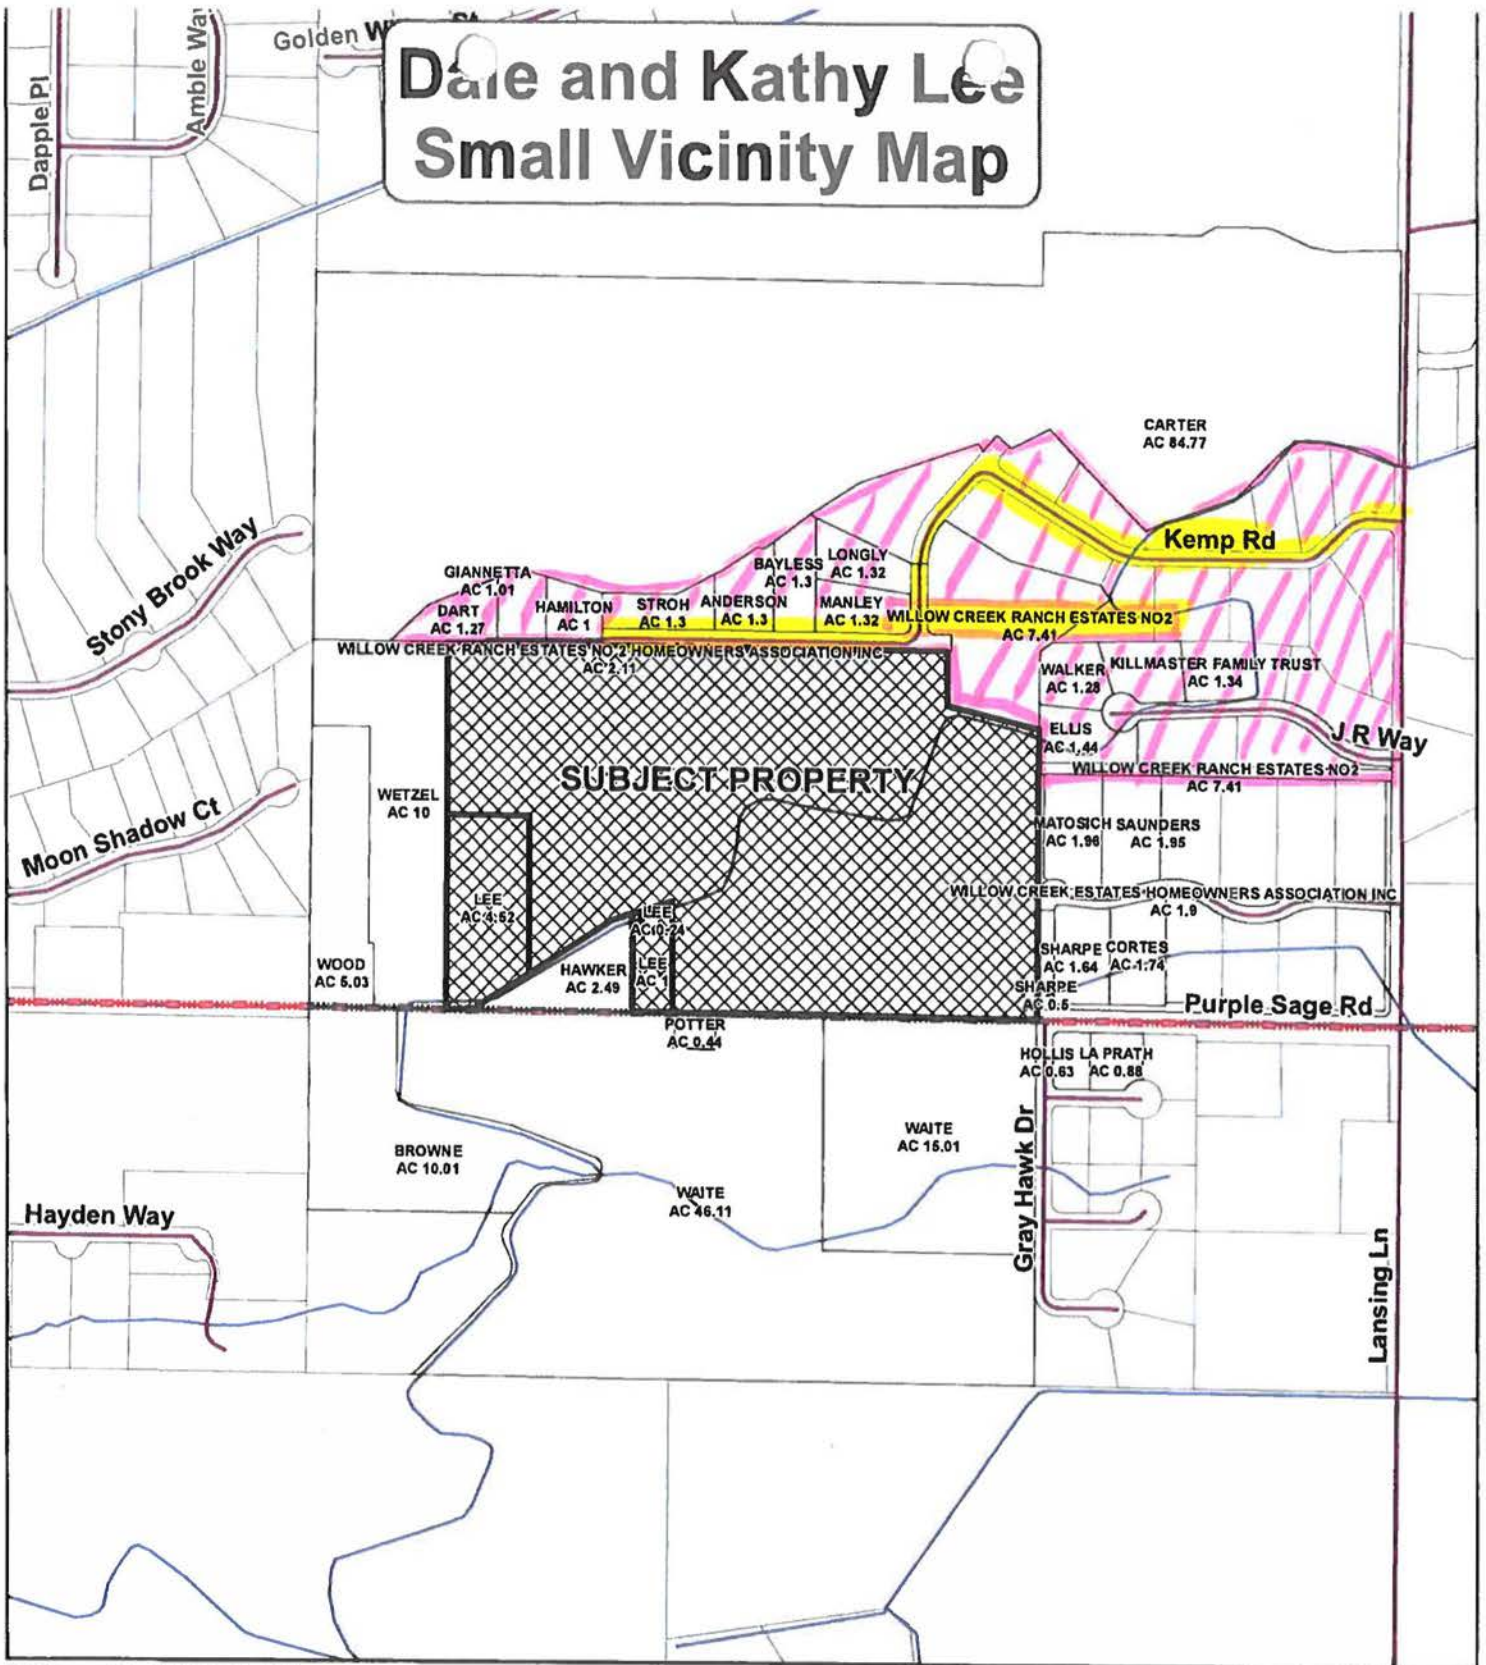 Golden
Dale and Kathy Lee
Small Vicinity Map
Dapple Pl
Amble Way
CARTER
AC 84.77
Kemp Rd
Stony Brook Way
GIANNETTA
AC 1.01
DART
AC 1.27
HAMILTON
AC 1
STROH
AC 1.3
ANDERSON
AC 1.3
BAYLESS
AC 1.3
LONGLY
AC 1.32
MANLEY
AC 1.32
WILLOW CREEK RANCH ESTATES NO2
AC 7.41
WILLOW CREEK RANCH ESTATES NO 2 HOMEOWNERS ASSOCIATION INC
AC 2.11
WALKER
AC 1.28
KILLMASTER FAMILY TRUST
AC 1.34
ELLIS
AC 1.44
J R Way
WILLOW CREEK RANCH ESTATES NO2
AC 7.41
SUBJECT PROPERTY
WETZEL
AC 10
Moon Shadow Ct
MATOSICH
AC 1.96
SAUNDERS
AC 1.95
WILLOW CREEK ESTATES HOMEOWNERS ASSOCIATION INC
AC 1.9
LEE
AC 4.52
LEE
AC 0.24
LEE
AC 1
HAWKER
AC 2.49
WOOD
AC 5.03
SHARPE
AC 1.64
CORTES
AC 1.74
SHARPE
AC 0.5
Purple Sage Rd
POTTER
AC 0.44
HOLLIS
AC 0.63
LA PRATH
AC 0.88
BROWNE
AC 10.01
WAITE
AC 15.01
WAITE
AC 46.11
Gray Hawk Dr
Hayden Way
Lansing Ln